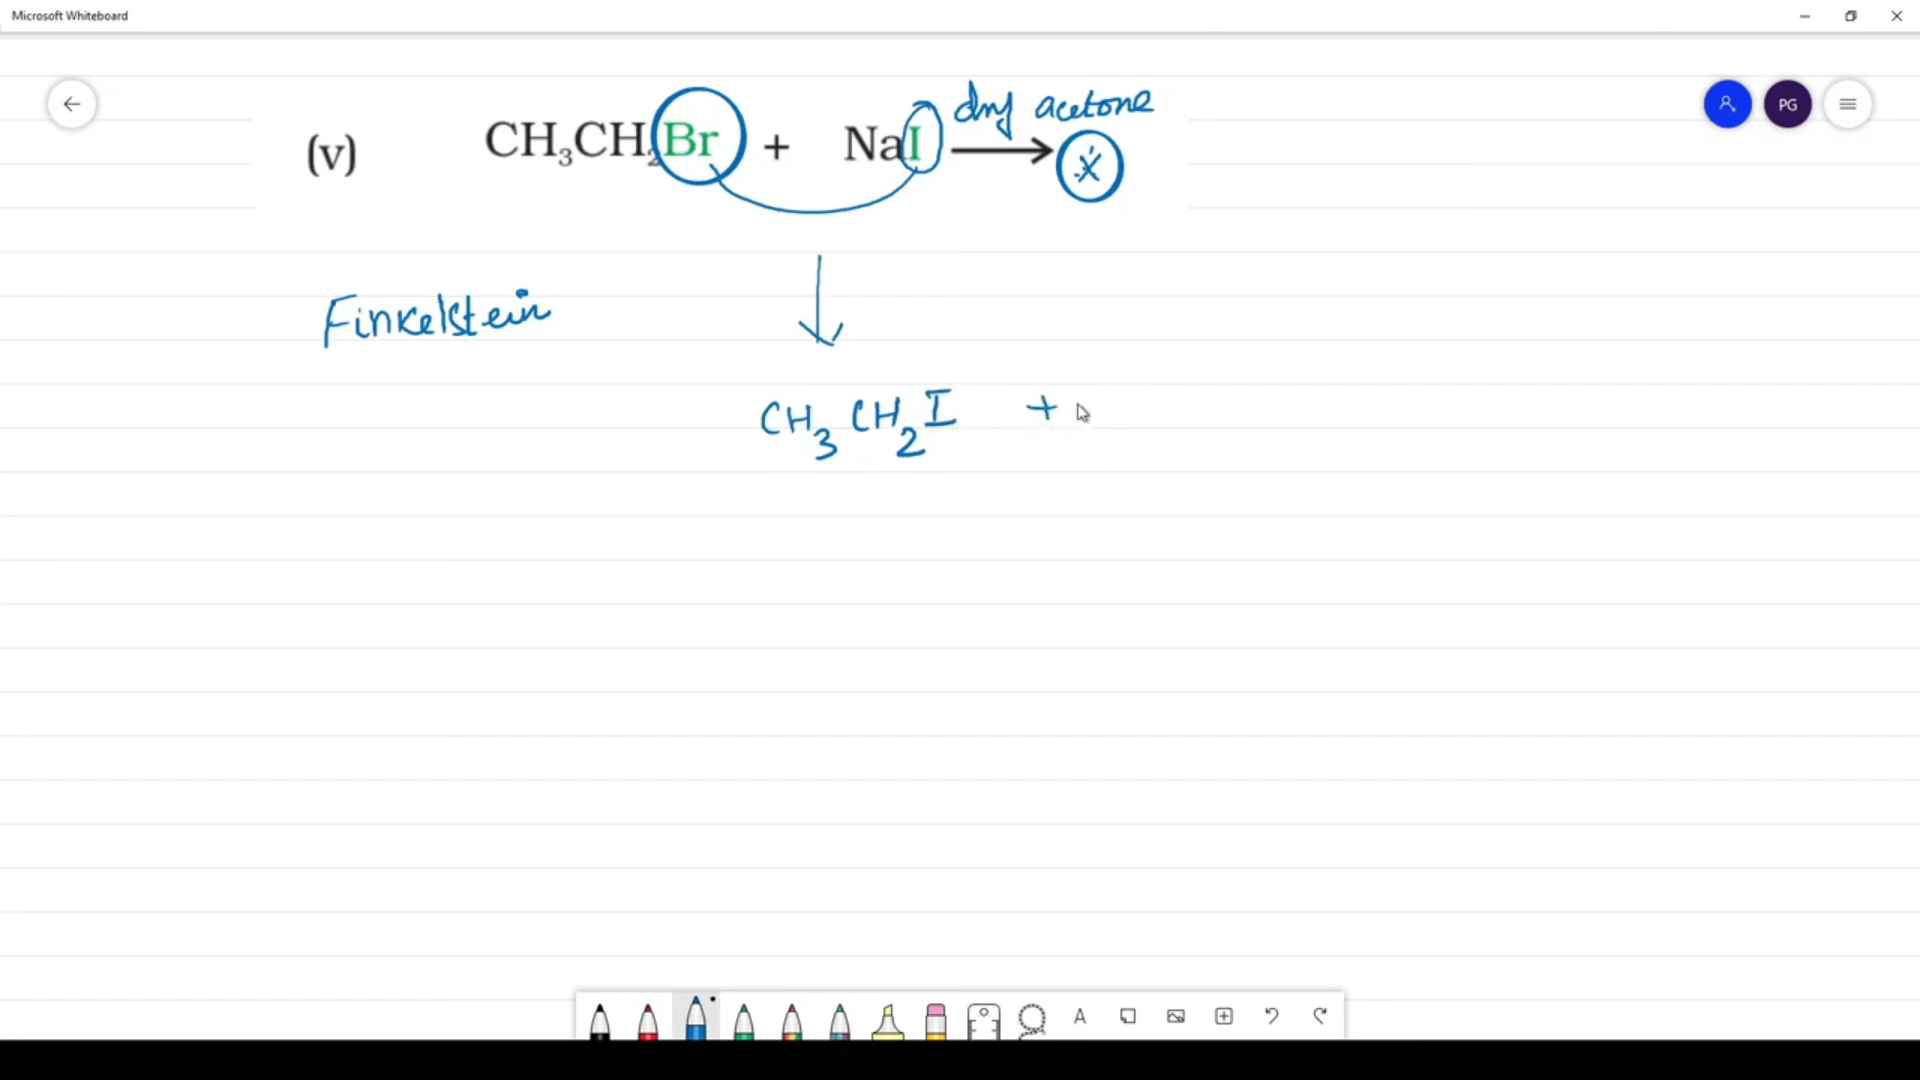 Microsoft Whiteboard
PG
dry acetone
(v) CH₃CH₂Br + NaI ⟶ X
Finkelstein
↓
CH₃CH₂I +
A